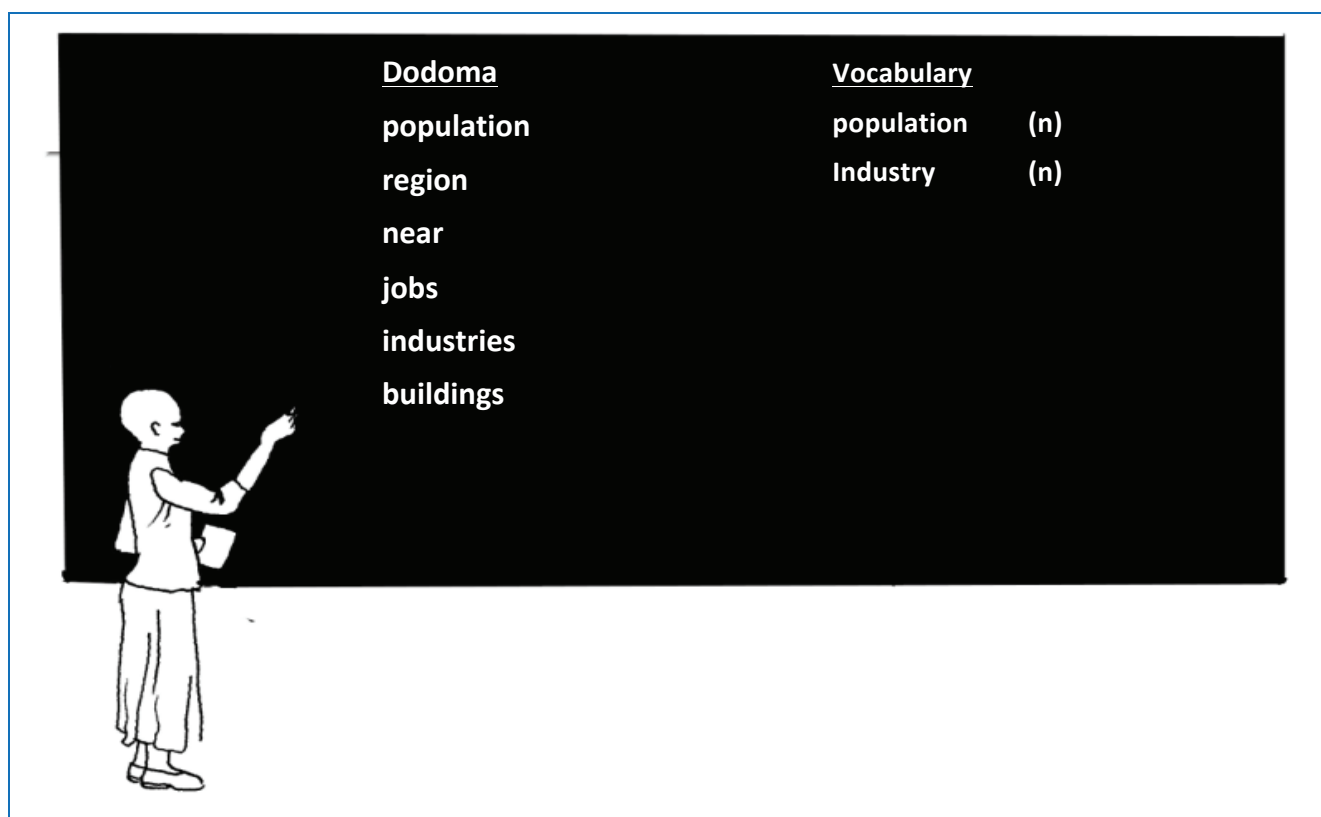 Dodoma
population
region
near
jobs
industries
buildings
Vocabulary
population (n)
Industry (n)